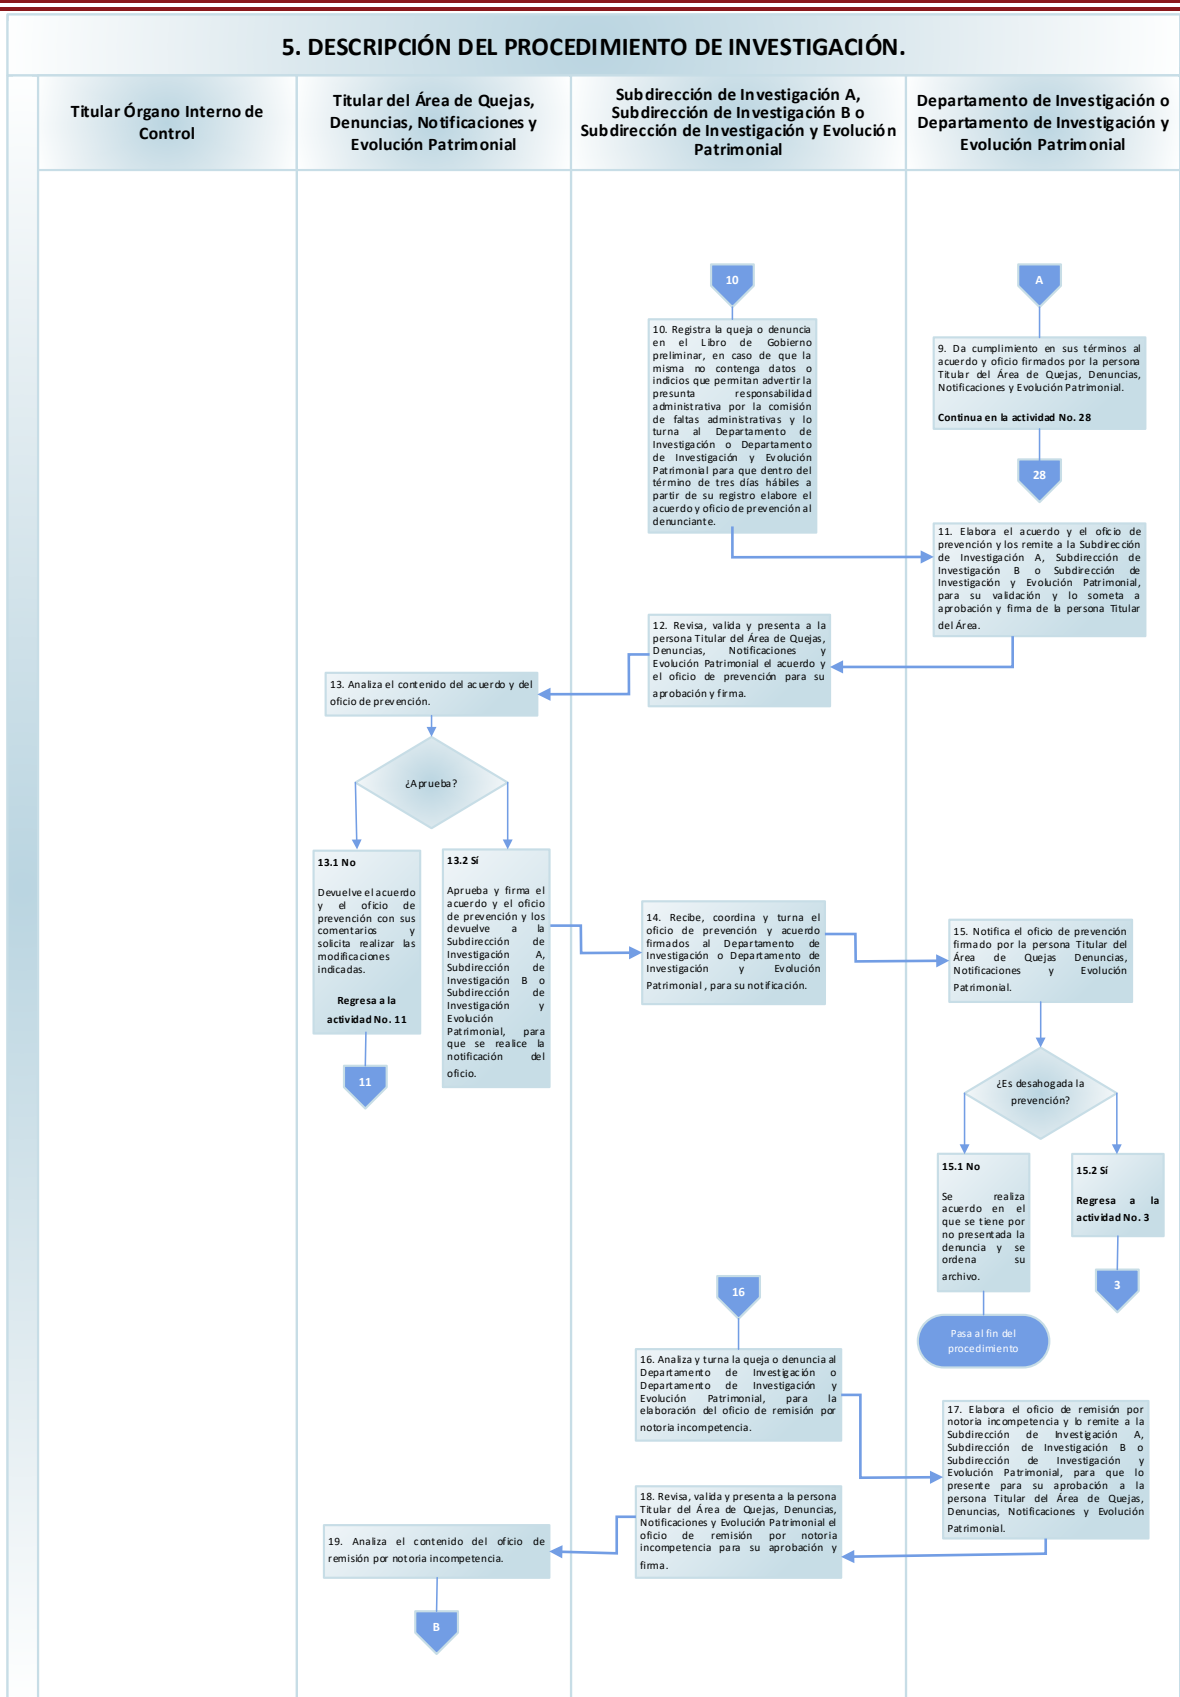 5. DESCRIPCIÓN DEL PROCEDIMIENTO DE INVESTIGACIÓN.
Titular Órgano Interno de
Control
Titular del Área de Quejas,
Denuncias, Notificaciones y
Evolución Patrimonial
Subdirección de Investigación A,
Subdirección de Investigación B o
Subdirección de Investigación y Evolución
Patrimonial
Departamento de Investigación o
Departamento de Investigación y
Evolución Patrimonial
10
A
10. Registra la queja o denuncia
en el Libro de Gobierno
preliminar, en caso de que la
misma no contenga datos o
indicios que permitan advertir la
presunta responsabilidad
administrativa por la comisión
de faltas administrativas y lo
turna al Departamento de
Investigación o Departamento
de Investigación y Evolución
Patrimonial para que dentro del
término de tres días hábiles a
partir de su registro elabore el
acuerdo y oficio de prevención al
denunciante.
9. Da cumplimiento en sus términos al
acuerdo y oficio firmados por la persona
Titular del Área de Quejas, Denuncias,
Notificaciones y Evolución Patrimonial.
Continua en la actividad No. 28
28
11. Elabora el acuerdo y el oficio de
prevención y los remite a la Subdirección
de Investigación A, Subdirección de
Investigación B o Subdirección de
Investigación y Evolución Patrimonial,
para su validación y lo someta a
aprobación y firma de la persona Titular
del Área.
12. Revisa, valida y presenta a la
persona Titular del Área de Quejas,
Denuncias, Notificaciones y
Evolución Patrimonial el acuerdo y
el oficio de prevención para su
aprobación y firma.
13. Analiza el contenido del acuerdo y del
oficio de prevención.
¿Aprueba?
13.1 No
Devuelve el acuerdo
y el oficio de
prevención con sus
comentarios y
solicita realizar las
modificaciones
indicadas.
Regresa a la
actividad No. 11
11
13.2 Sí
Aprueba y firma el
acuerdo y el oficio
de prevención y los
devuelve a la
Subdirección de
Investigación A,
Subdirección de
Investigación B o
Subdirección de
Investigación y
Evolución
Patrimonial, para
que se realice la
notificación del
oficio.
14. Recibe, coordina y turna el
oficio de prevención y acuerdo
firmados al Departamento de
Investigación o Departamento de
Investigación y Evolución
Patrimonial , para su notificación.
15. Notifica el oficio de prevención
firmado por la persona Titular del
Área de Quejas Denuncias,
Notificaciones y Evolución
Patrimonial.
¿Es desahogada la
prevención?
15.1 No
Se realiza
acuerdo en el
que se tiene por
no presentada la
denuncia y se
ordena su
archivo.
Pasa al fin del
procedimiento
15.2 Sí
Regresa a la
actividad No. 3
3
16
16. Analiza y turna la queja o denuncia al
Departamento de Investigación o
Departamento de Investigación y
Evolución Patrimonial, para la
elaboración del oficio de remisión por
notoria incompetencia.
17. Elabora el oficio de remisión por
notoria incompetencia y lo remite a la
Subdirección de Investigación A,
Subdirección de Investigación B o
Subdirección de Investigación y
Evolución Patrimonial, para que lo
presente para su aprobación a la
persona Titular del Área de Quejas,
Denuncias, Notificaciones y Evolución
Patrimonial.
18. Revisa, valida y presenta a la persona
Titular del Área de Quejas, Denuncias,
Notificaciones y Evolución Patrimonial el
oficio de remisión por notoria
incompetencia para su aprobación y
firma.
19. Analiza el contenido del oficio de
remisión por notoria incompetencia.
B